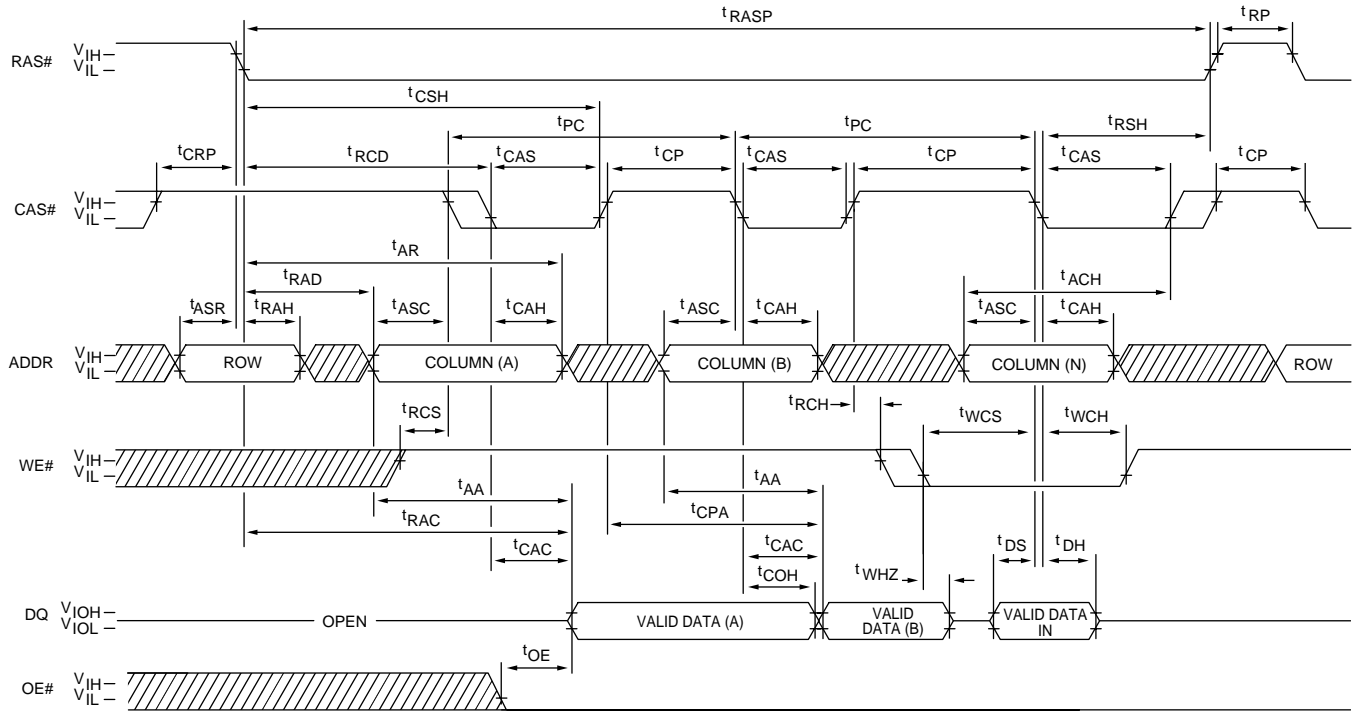 tRASP tRP
RAS# VIH VIL
tCSH
tPC tPC tRSH
tCRP tRCD tCAS tCP tCAS tCP tCAS tCP
CAS# VIH VIL
tAR
tRAD tACH
tASR tRAH tASC tCAH tASC tCAH tASC tCAH
ADDR VIH VIL ROW COLUMN (A) COLUMN (B) COLUMN (N) ROW
tRCS tRCH tWCS tWCH
WE# VIH VIL
tAA tAA
tRAC tCPA
tCAC tCAC tDS tDH
tCOH tWHZ
DQ VIOH VIOL OPEN VALID DATA (A) VALID DATA (B) VALID DATA IN
tOE
OE# VIH VIL